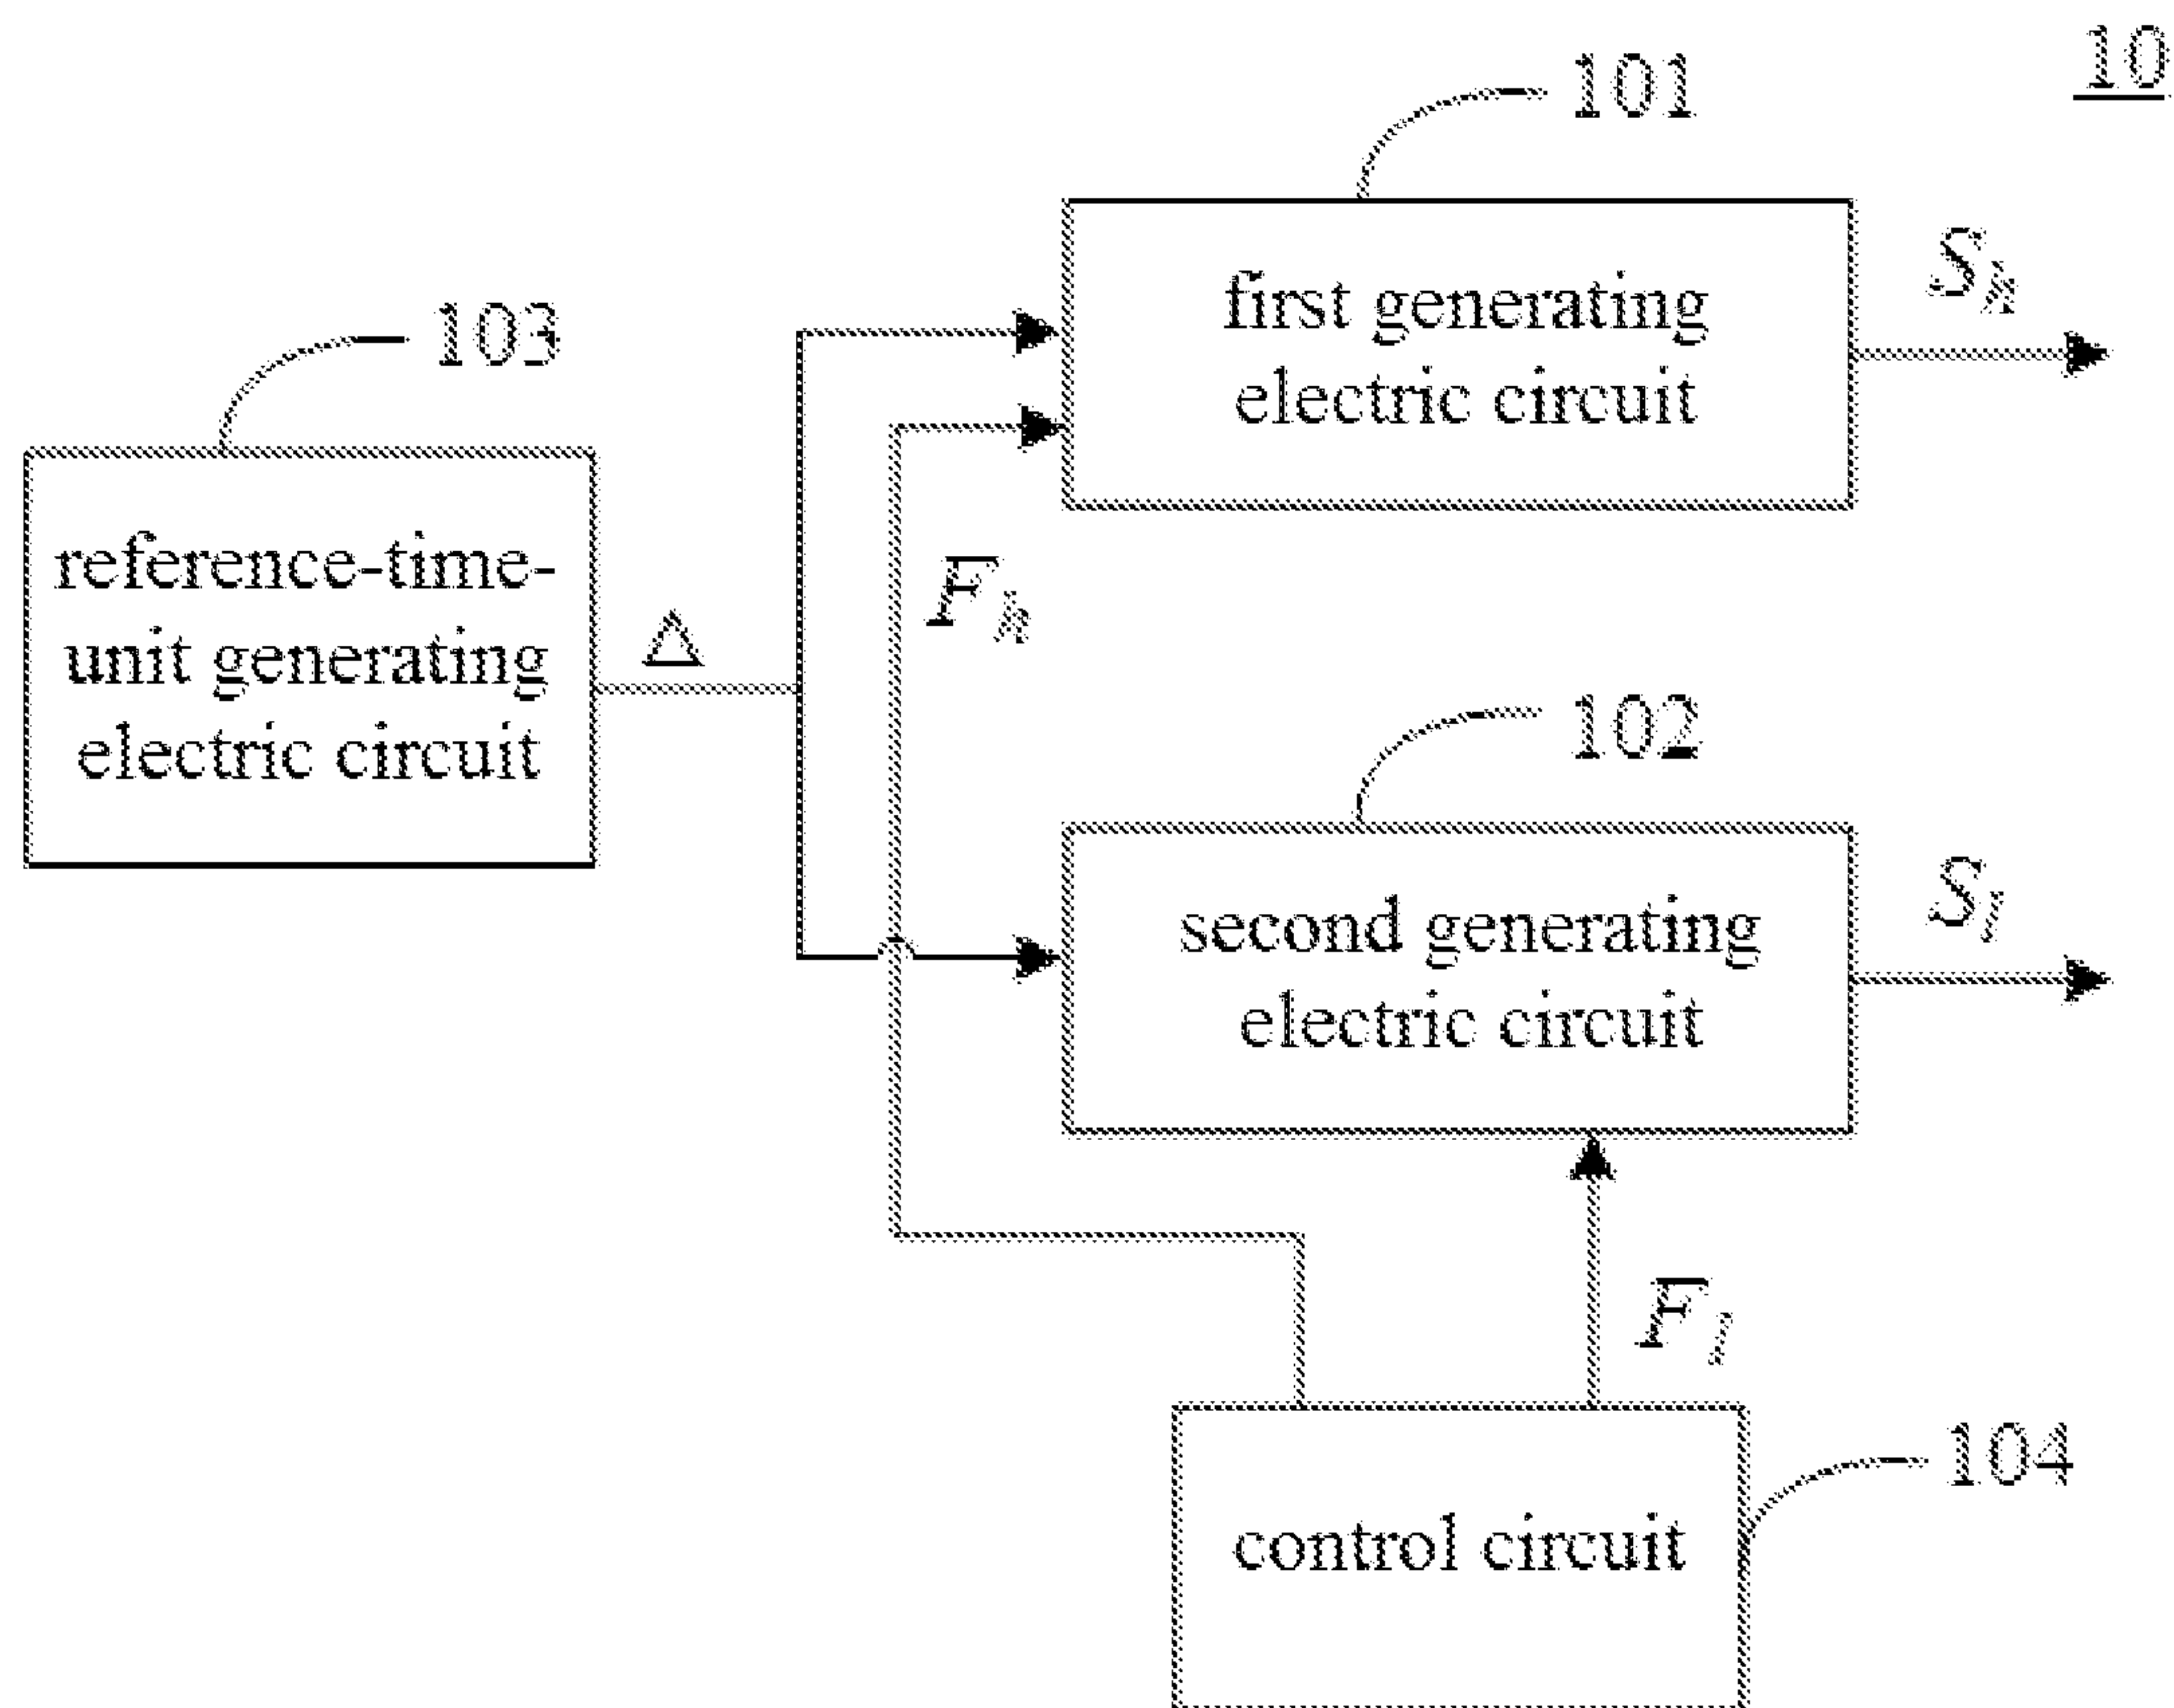 10
101
first generating
electric circuit
S_h
103
reference-time-
unit generating
electric circuit
Δ
F_h
102
second generating
electric circuit
S_l
F_l
104
control circuit